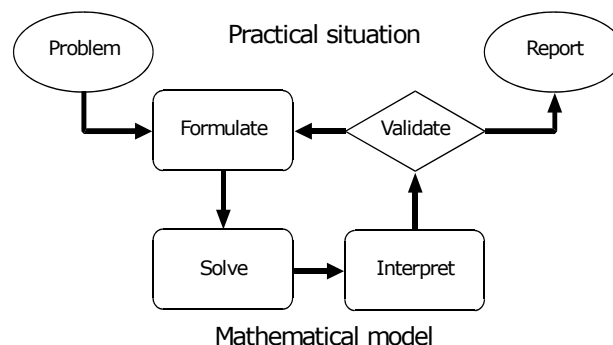 Problem
Practical situation
Report
Formulate
Validate
Solve
Interpret
Mathematical model